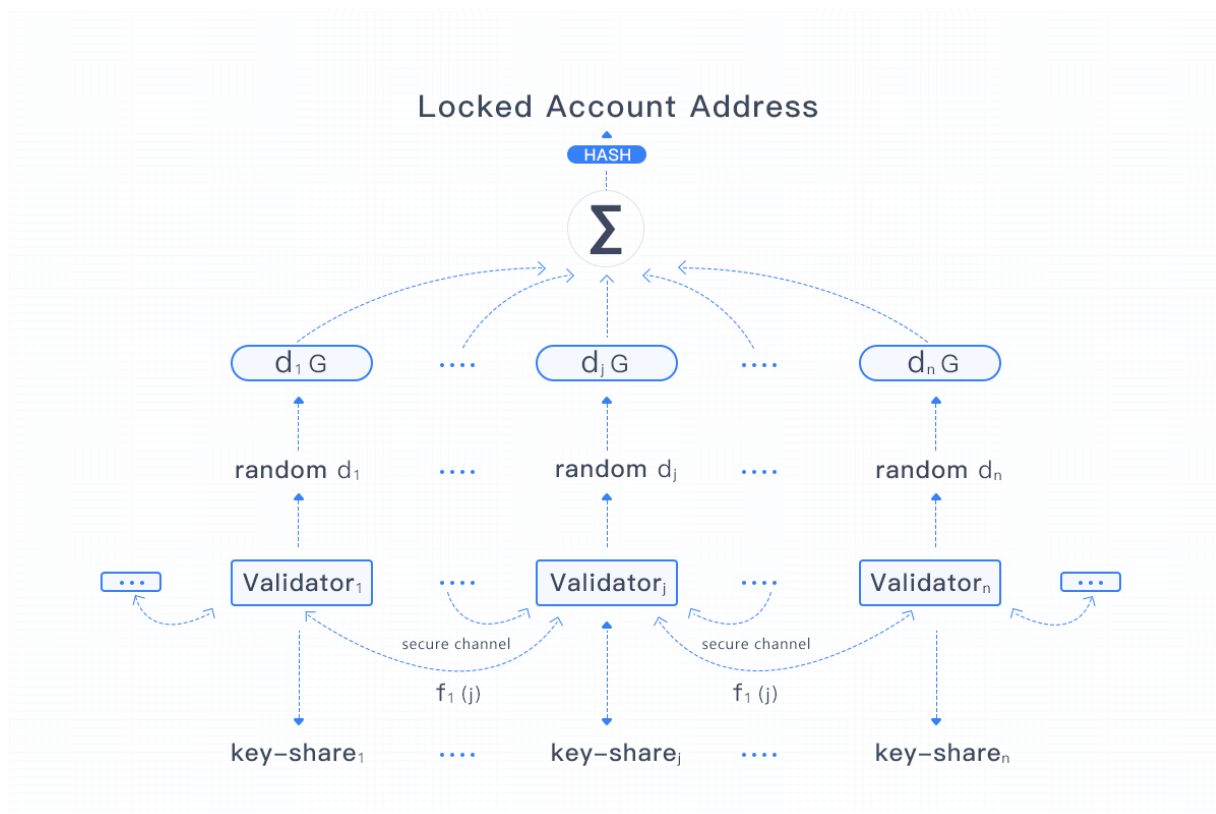 Locked Account Address
HASH
Σ
d₁ G .... dⱼ G .... dₙ G
random d₁ .... random dⱼ .... random dₙ
... Validator₁ .... Validatorⱼ .... Validatorₙ ...
secure channel secure channel
f₁ (j) f₁ (j)
key-share₁ .... key-shareⱼ .... key-shareₙ